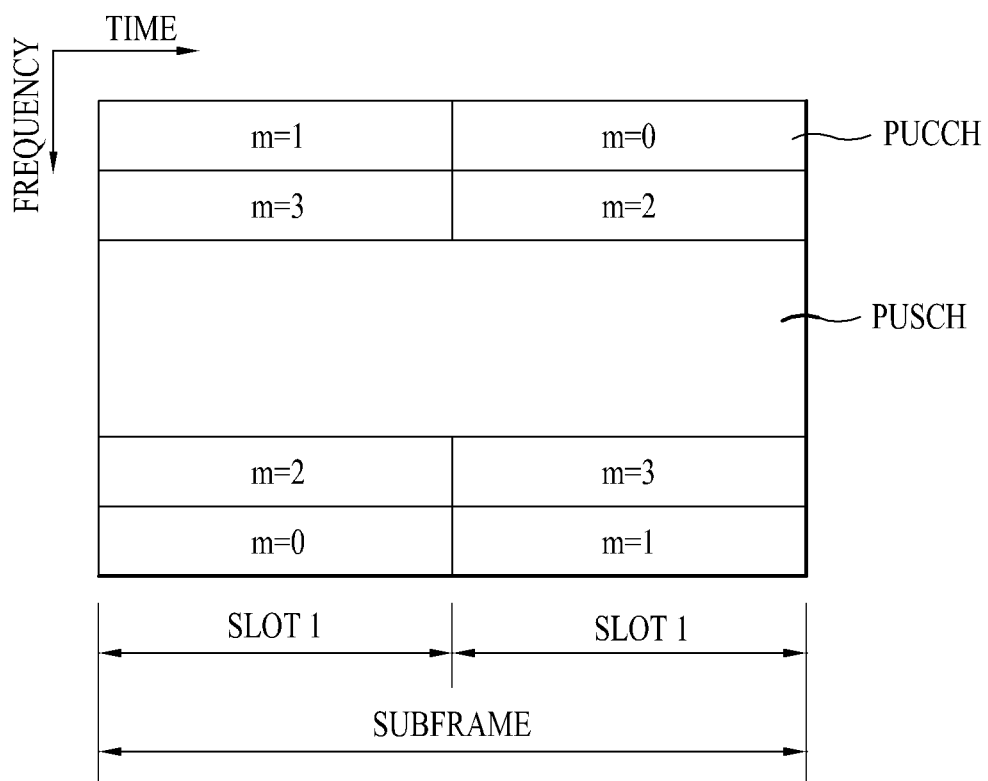 TIME
FREQUENCY
m=1 m=0 PUCCH
m=3 m=2
PUSCH
m=2 m=3
m=0 m=1
SLOT 1 SLOT 1
SUBFRAME